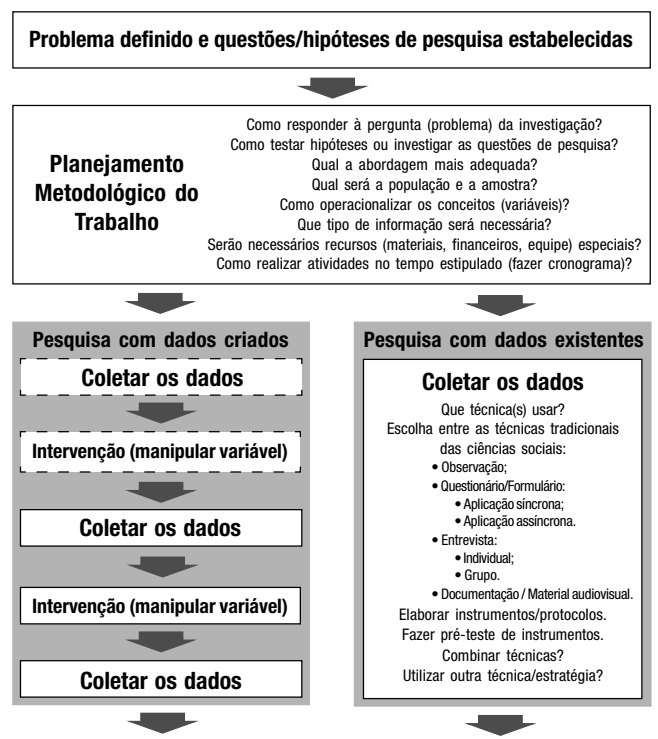 Problema definido e questões/hipóteses de pesquisa estabelecidas
Planejamento
Metodológico do
Trabalho
Como responder à pergunta (problema) da investigação?
Como testar hipóteses ou investigar as questões de pesquisa?
Qual a abordagem mais adequada?
Qual será a população e a amostra?
Como operacionalizar os conceitos (variáveis)?
Que tipo de informação será necessária?
Serão necessários recursos (materiais, financeiros, equipe) especiais?
Como realizar atividades no tempo estipulado (fazer cronograma)?
Pesquisa com dados criados
Coletar os dados
Intervenção (manipular variável)
Coletar os dados
Intervenção (manipular variável)
Coletar os dados
Pesquisa com dados existentes
Coletar os dados
Que técnica(s) usar?
Escolha entre as técnicas tradicionais
das ciências sociais:
• Observação;
• Questionário/Formulário:
• Aplicação síncrona;
• Aplicação assíncrona.
• Entrevista:
• Individual;
• Grupo.
• Documentação / Material audiovisual.
Elaborar instrumentos/protocolos.
Fazer pré-teste de instrumentos.
Combinar técnicas?
Utilizar outra técnica/estratégia?